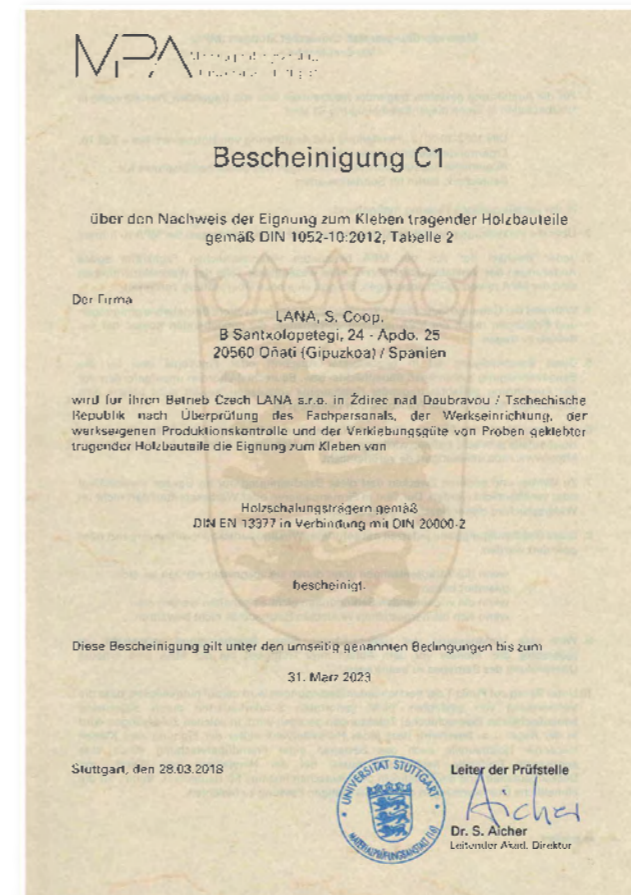 MPA
Bescheinigung C1
über den Nachweis der Eignung zum Kleben tragender Holzbauteile
gemäß DIN 1052-10:2012, Tabelle 2
Der Firma
LANA, S. Coop.
B Santxolopetegi, 24 - Apdo. 25
20560 Oñati (Gipuzkoa) / Spanien
wird für ihren Betrieb Czech LANA s.r.o. in Ždirec nad Doubravou / Tschechische
Republik nach Überprüfung des Fachpersonals, der Werkseinrichtung, der
werkseigenen Produktionskontrolle und der Verklebungsgüte von Proben geklebter
tragender Holzbauteile die Eignung zum Kleben von
Holzschalungsträgern gemäß
DIN EN 13377 in Verbindung mit DIN 20000-2
bescheinigt.
Diese Bescheinigung gilt unter den umseitig genannten Bedingungen bis zum
31. März 2023
Stuttgart, den 28.03.2018
UNIVERSITÄT STUTTGART
MATERIALPRÜFUNGSANSTALT
Leiter der Prüfstelle
Aicher
Dr. S. Aicher
Leitender Akad. Direktor